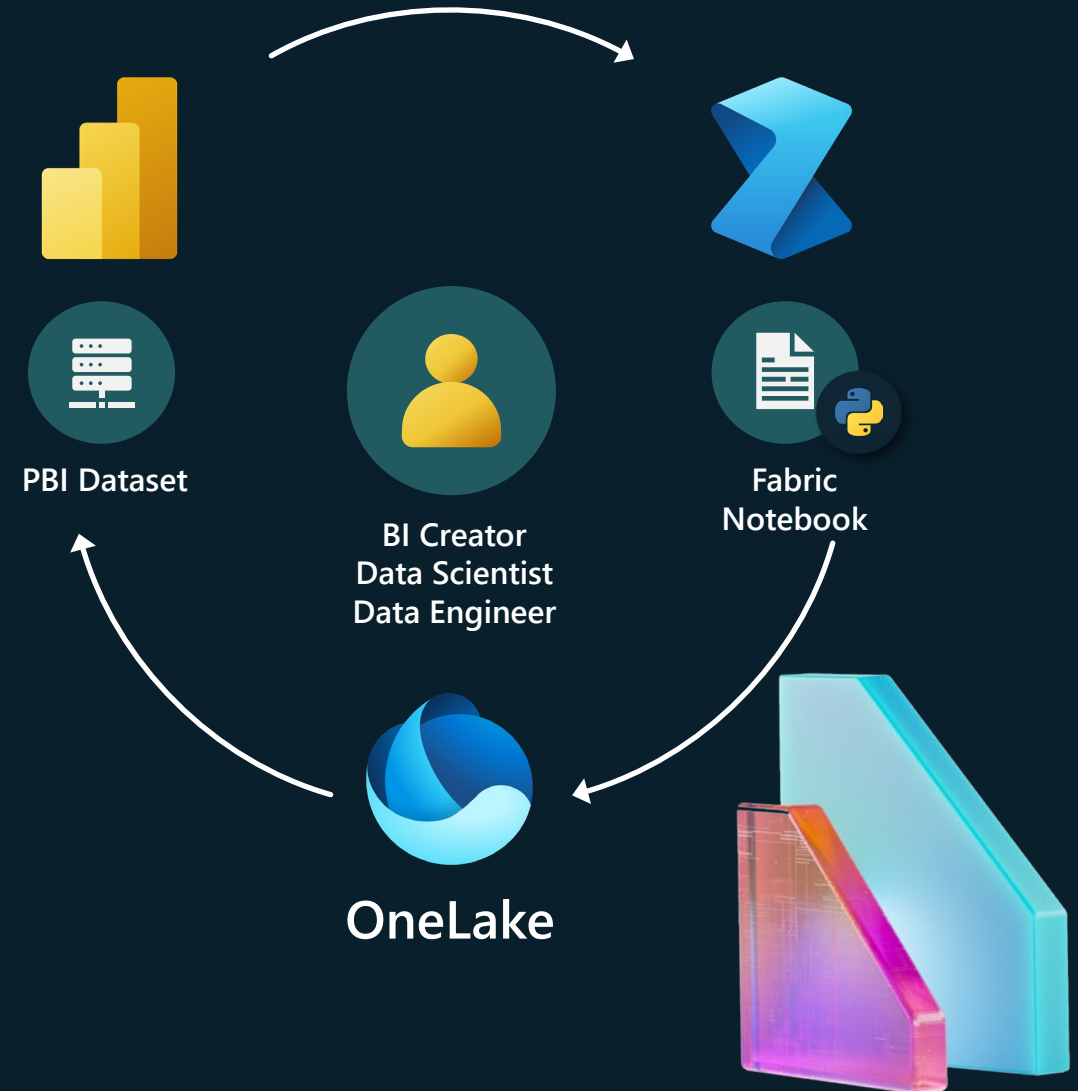 PBI Dataset
BI Creator
Data Scientist
Data Engineer
Fabric
Notebook
OneLake